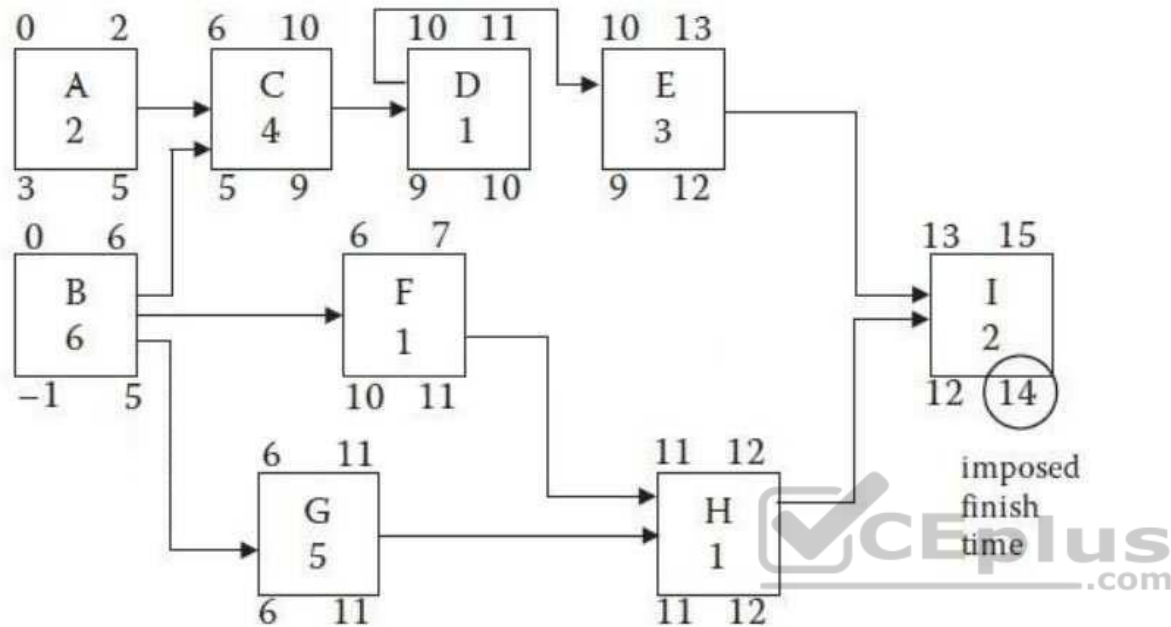 0 2
A
2
3 5
6 10
C
4
5 9
10 11
D
1
9 10
10 13
E
3
9 12
0 6
B
6
−1 5
6 7
F
1
10 11
13 15
I
2
12 14
imposed
finish
time
6 11
G
5
6 11
11 12
H
1
11 12
CEplus
.com